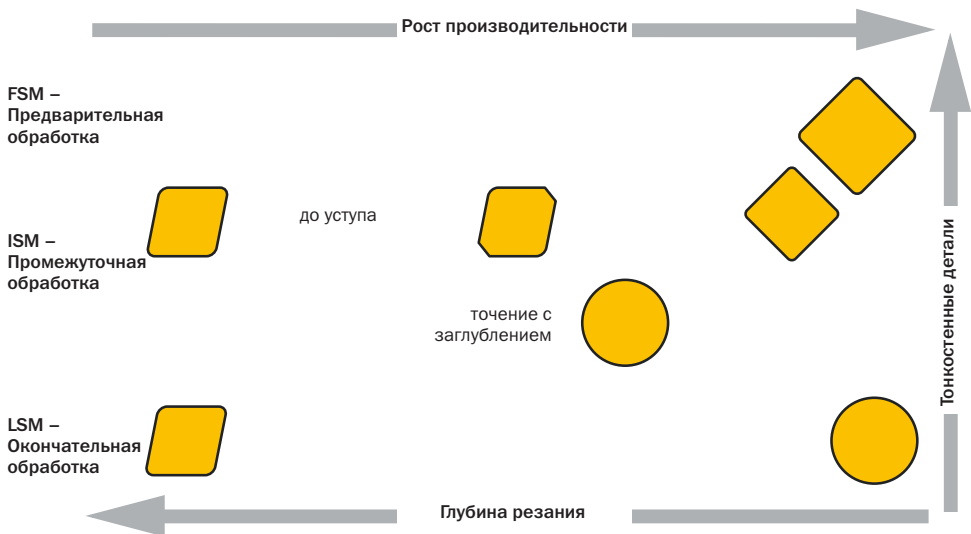 Рост производительности
FSM –
Предварительная
обработка
до уступа
ISM –
Промежуточная
обработка
точение с
заглублением
Тонкостенные детали
LSM –
Окончательная
обработка
Глубина резания